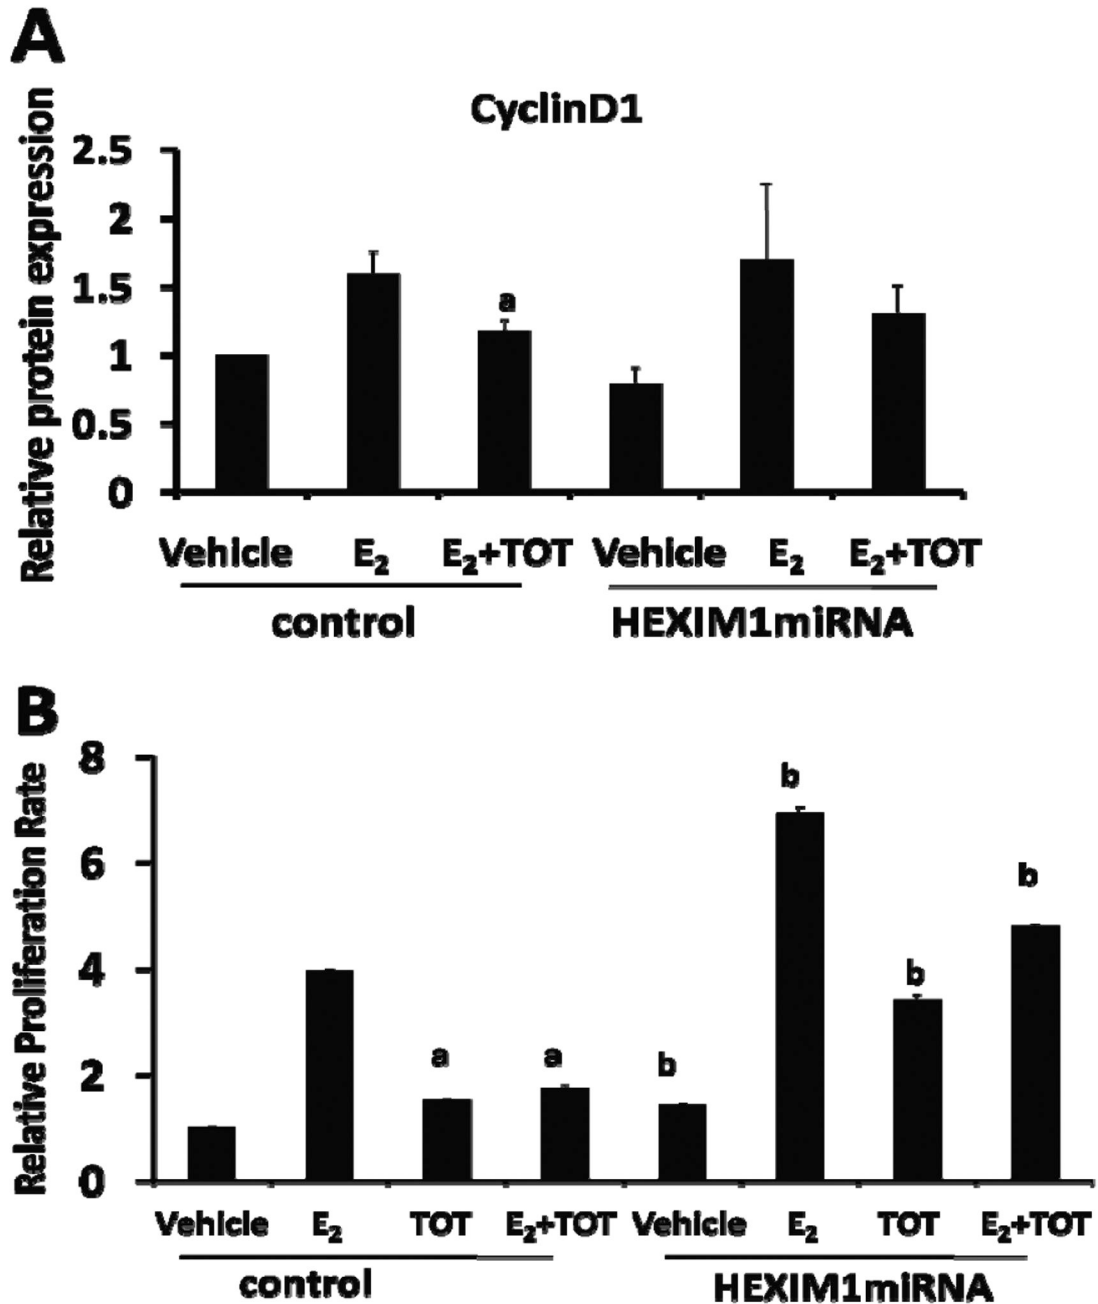 A
CyclinD1
Relative protein expression
2.5
2
1.5
1
0.5
0
a
Vehicle E₂ E₂+TOT Vehicle E₂ E₂+TOT
control HEXIM1miRNA
B
Relative Proliferation Rate
8
6
4
2
0
a a b b b b
Vehicle E₂ TOT E₂+TOT Vehicle E₂ TOT E₂+TOT
control HEXIM1miRNA